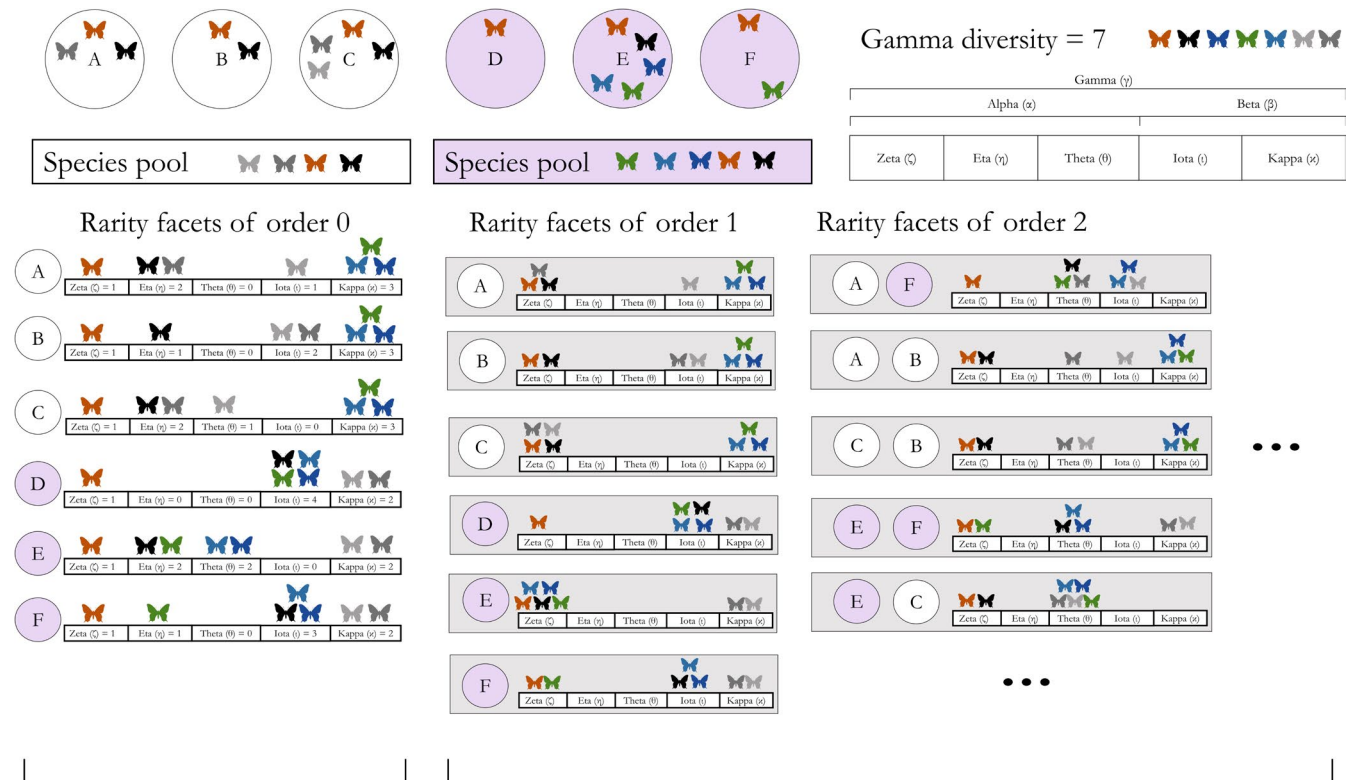 A B C D E F
Gamma diversity = 7
Gamma (γ)
Alpha (α) Beta (β)
Zeta (ζ) Eta (η) Theta (θ) Iota (ι) Kappa (ϰ)
Species pool
Species pool
Rarity facets of order 0
A
Zeta (ζ) = 1 Eta (η) = 2 Theta (θ) = 0 Iota (ι) = 1 Kappa (ϰ) = 3
B
Zeta (ζ) = 1 Eta (η) = 1 Theta (θ) = 0 Iota (ι) = 2 Kappa (ϰ) = 3
C
Zeta (ζ) = 1 Eta (η) = 2 Theta (θ) = 1 Iota (ι) = 0 Kappa (ϰ) = 3
D
Zeta (ζ) = 1 Eta (η) = 0 Theta (θ) = 0 Iota (ι) = 4 Kappa (ϰ) = 2
E
Zeta (ζ) = 1 Eta (η) = 2 Theta (θ) = 2 Iota (ι) = 0 Kappa (ϰ) = 2
F
Zeta (ζ) = 1 Eta (η) = 1 Theta (θ) = 0 Iota (ι) = 3 Kappa (ϰ) = 2
Rarity facets of order 1
A
Zeta (ζ) Eta (η) Theta (θ) Iota (ι) Kappa (ϰ)
B
Zeta (ζ) Eta (η) Theta (θ) Iota (ι) Kappa (ϰ)
C
Zeta (ζ) Eta (η) Theta (θ) Iota (ι) Kappa (ϰ)
D
Zeta (ζ) Eta (η) Theta (θ) Iota (ι) Kappa (ϰ)
E
Zeta (ζ) Eta (η) Theta (θ) Iota (ι) Kappa (ϰ)
F
Zeta (ζ) Eta (η) Theta (θ) Iota (ι) Kappa (ϰ)
Rarity facets of order 2
A F
Zeta (ζ) Eta (η) Theta (θ) Iota (ι) Kappa (ϰ)
A B
Zeta (ζ) Eta (η) Theta (θ) Iota (ι) Kappa (ϰ)
C B
Zeta (ζ) Eta (η) Theta (θ) Iota (ι) Kappa (ϰ)
...
E F
Zeta (ζ) Eta (η) Theta (θ) Iota (ι) Kappa (ϰ)
E C
Zeta (ζ) Eta (η) Theta (θ) Iota (ι) Kappa (ϰ)
...